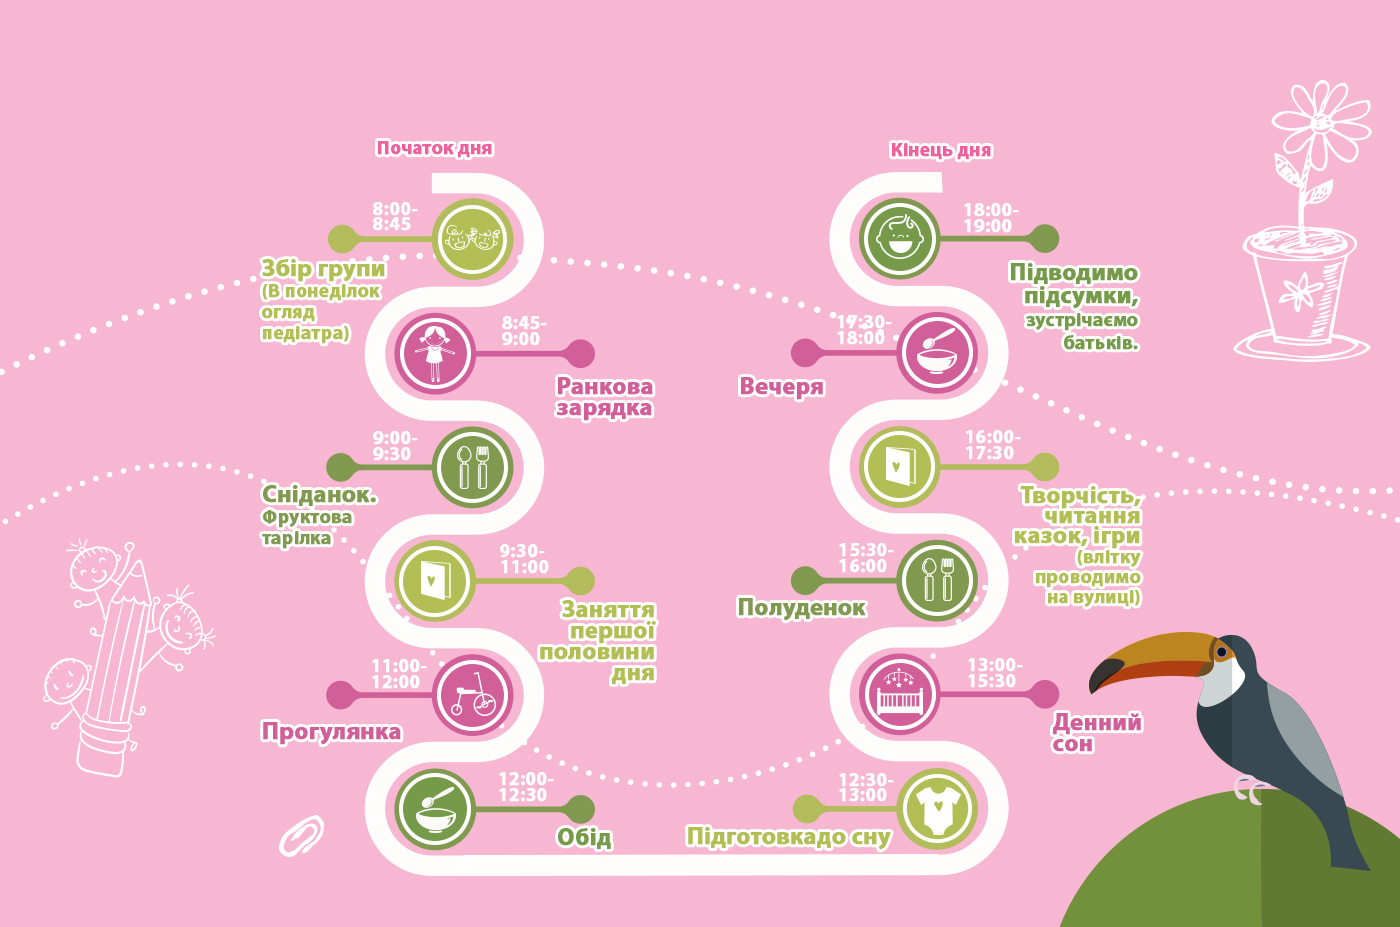 Початок дня
8:00-
8:45
Збір групи
(В понеділок
огляд
педіатра)
8:45-
9:00
Ранкова
зарядка
9:00-
9:30
Сніданок.
Фруктова
тарілка
9:30-
11:00
Заняття
першої
половини
дня
11:00-
12:00
Прогулянка
12:00-
12:30
Обід
12:30-
13:00
Підготовкадо сну
13:00-
15:30
Денний
сон
15:30-
16:00
Полуденок
16:00-
17:30
Творчість,
читання
казок, ігри
(влітку
проводимо
на вулиці)
17:30-
18:00
Вечеря
18:00-
19:00
Підводимо
підсумки,
зустрічаємо
батьків.
Кінець дня